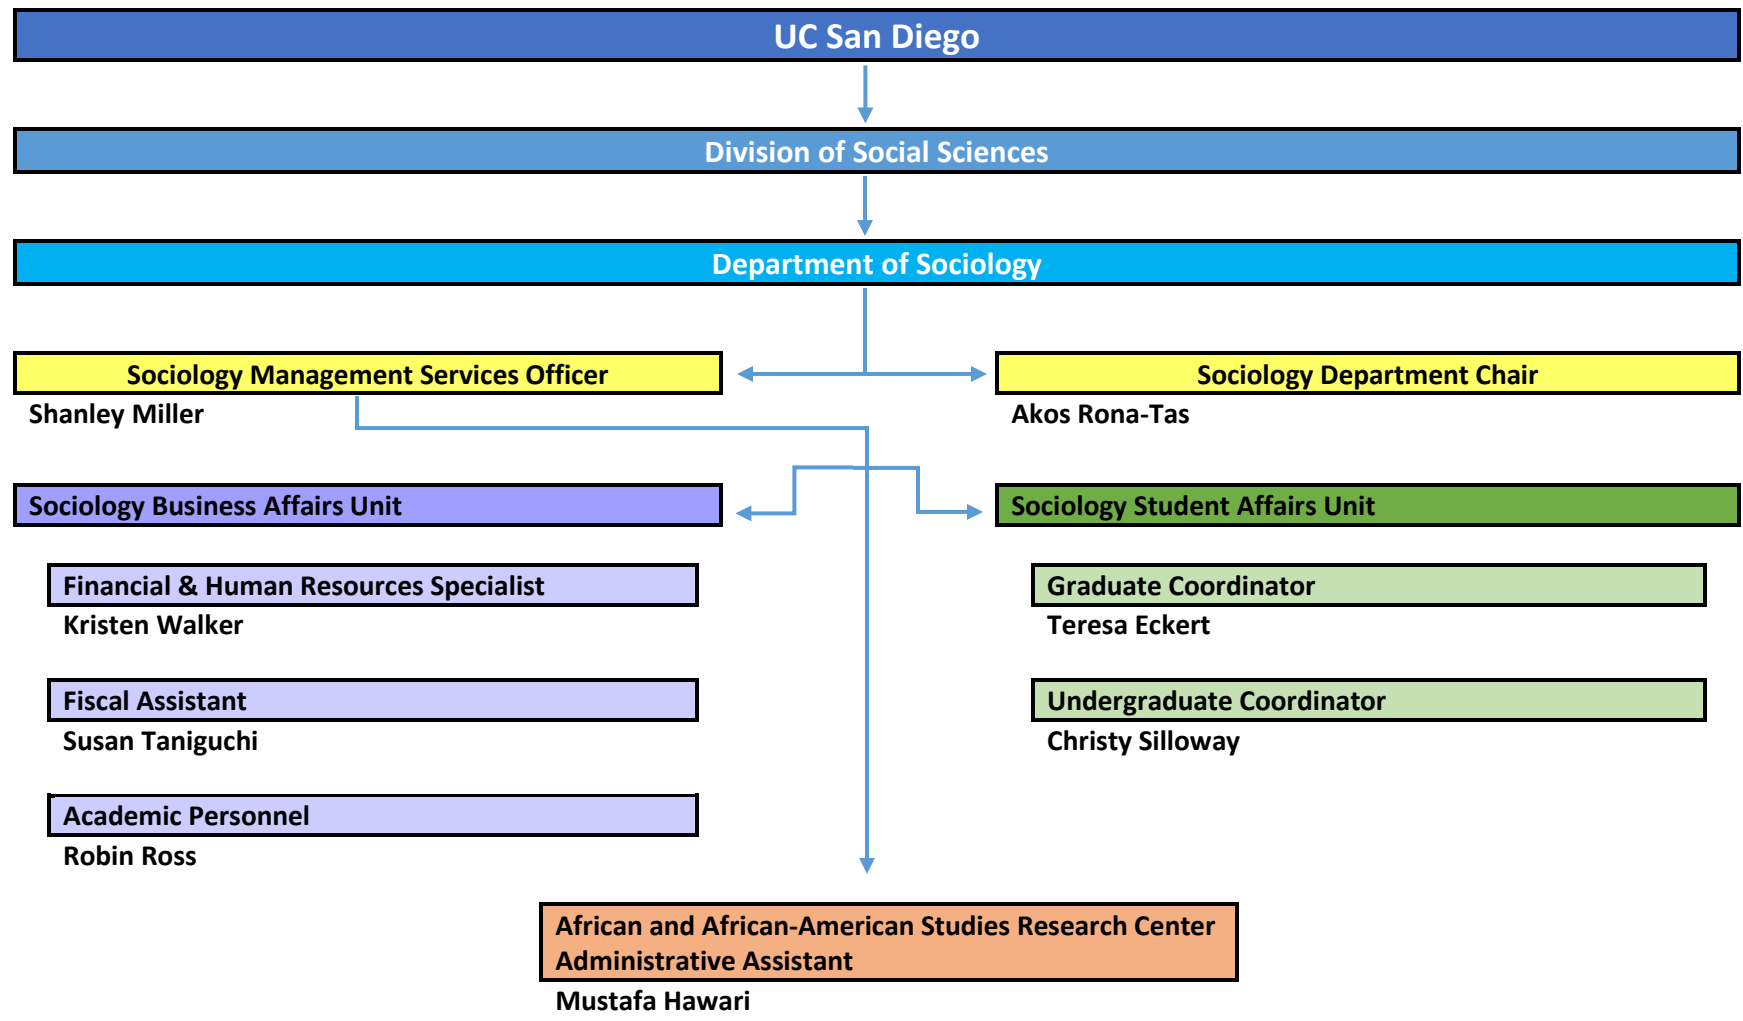 UC San Diego
Division of Social Sciences
Department of Sociology
Sociology Management Services Officer
Shanley Miller
Sociology Department Chair
Akos Rona-Tas
Sociology Business Affairs Unit
Financial & Human Resources Specialist
Kristen Walker
Fiscal Assistant
Susan Taniguchi
Academic Personnel
Robin Ross
Sociology Student Affairs Unit
Graduate Coordinator
Teresa Eckert
Undergraduate Coordinator
Christy Silloway
African and African-American Studies Research Center
Administrative Assistant
Mustafa Hawari